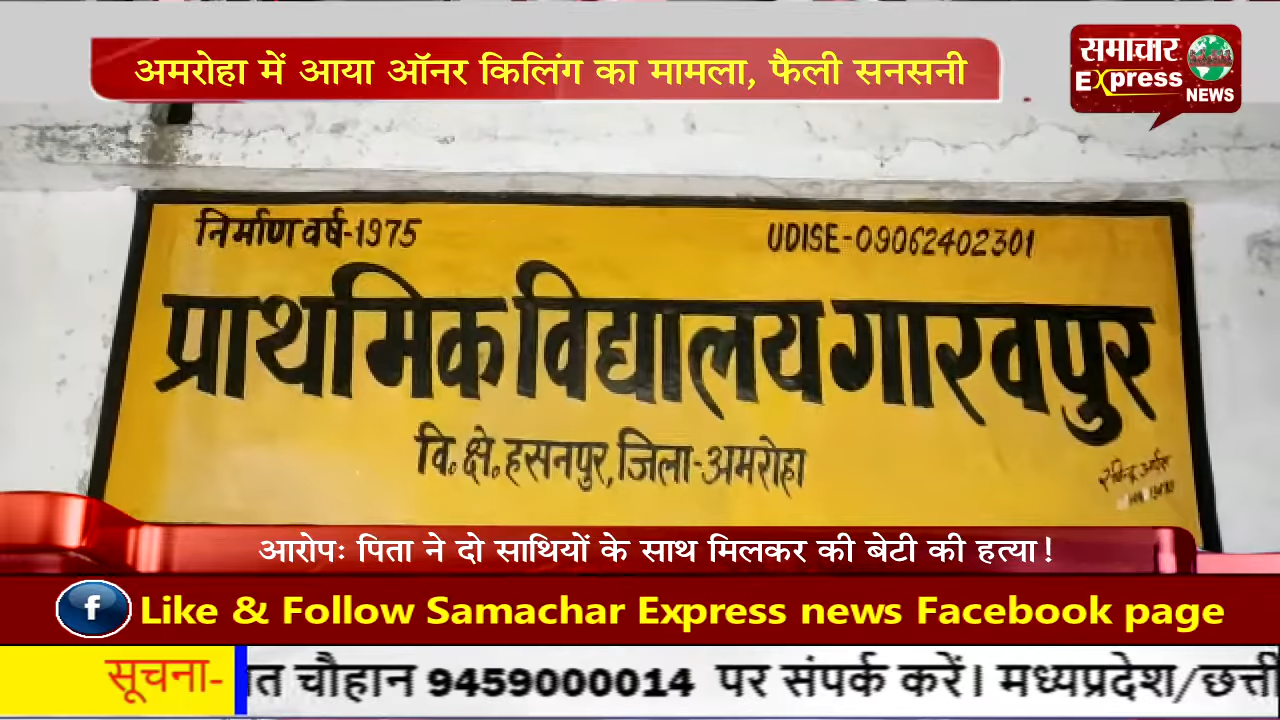 अमरोहा में आया ऑनर किलिंग का मामला, फैली सनसनी
समाचार
Express
NEWS
निर्माण वर्ष-1975
UDISE-09062402301
प्राथमिक विद्यालय गारवपुर
वि॰ क्षे॰ हसनपुर, जिला-अमरोहा
आरोपः पिता ने दो साथियों के साथ मिलकर की बेटी की हत्या!
f Like & Follow Samachar Express news Facebook page
सूचना- त चौहान 9459000014 पर संपर्क करें। मध्यप्रदेश/छत्ती